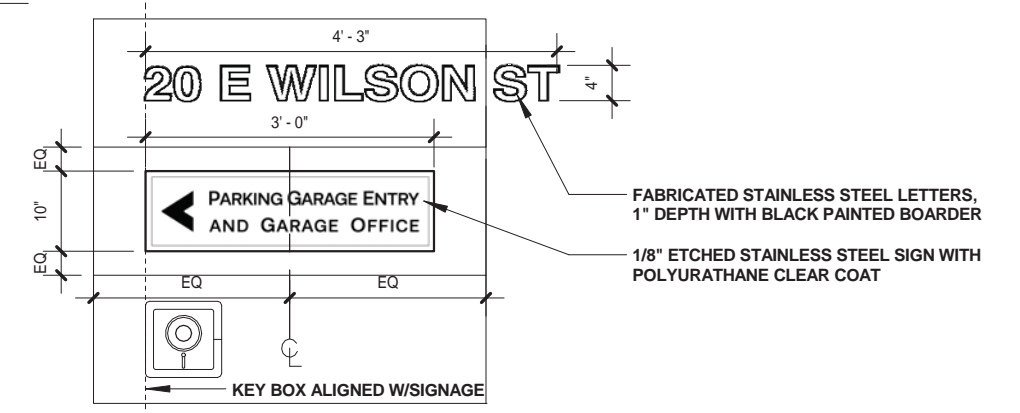 4' - 3"
20 E WILSON ST
4"
3' - 0"
EQ
10"
EQ
PARKING GARAGE ENTRY
AND GARAGE OFFICE
FABRICATED STAINLESS STEEL LETTERS,
1" DEPTH WITH BLACK PAINTED BOARDER
1/8" ETCHED STAINLESS STEEL SIGN WITH
POLYURATHANE CLEAR COAT
EQ EQ
CL
KEY BOX ALIGNED W/SIGNAGE